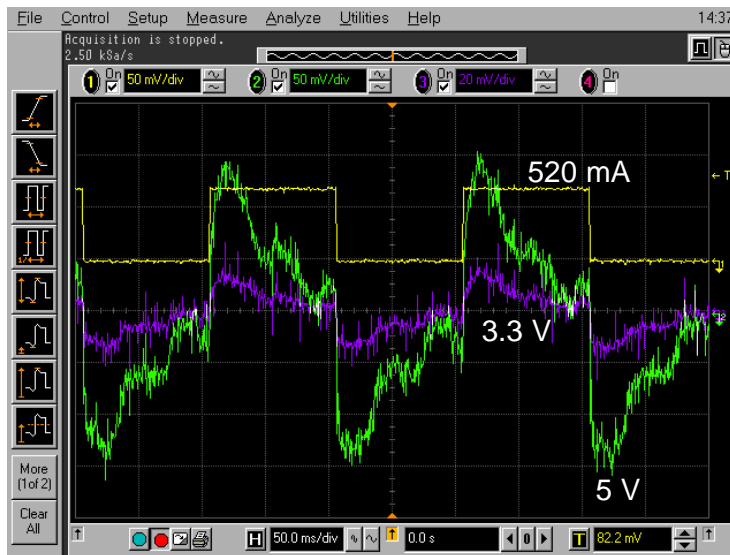 File Control Setup Measure Analyze Utilities Help 14:37
Acquisition is stopped.
2.50 kSa/s
1 On 50 mV/div 2 On 50 mV/div 3 On 20 mV/div 4 On
520 mA
T
3.3 V
5 V
More
(1of 2)
Clear
All
H 50.0 ms/div 0.0 s 0 T 82.2 mV